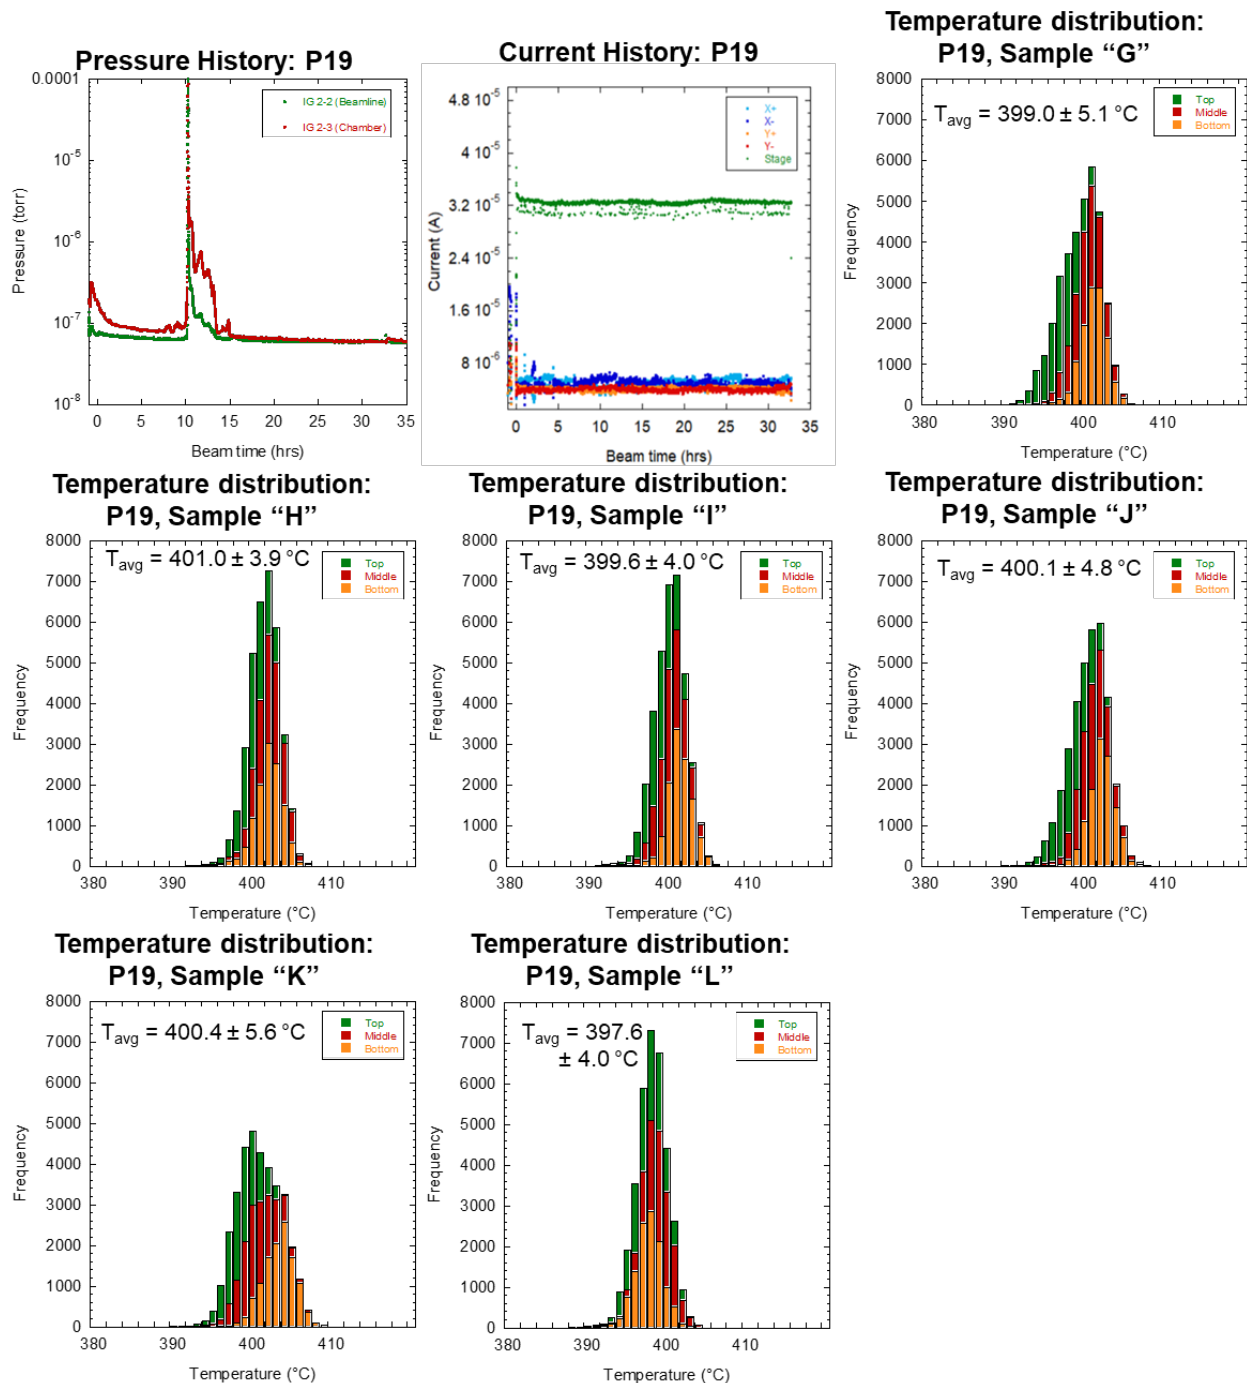 Pressure History: P19
0.0001
10⁻⁵
10⁻⁶
10⁻⁷
10⁻⁸
Pressure (torr)
IG 2-2 (Beamline)
IG 2-3 (Chamber)
0 5 10 15 20 25 30 35
Beam time (hrs)
Current History: P19
4.8 10⁻⁵
4 10⁻⁵
3.2 10⁻⁵
2.4 10⁻⁵
1.6 10⁻⁵
8 10⁻⁶
Current (A)
X+
X-
Y+
Y-
Stage
0 5 10 15 20 25 30 35
Beam time (hrs)
Temperature distribution:
P19, Sample “G”
Tavg = 399.0 ± 5.1 °C
Top
Middle
Bottom
8000
7000
6000
5000
4000
3000
2000
1000
0
Frequency
380 390 400 410
Temperature (°C)
Temperature distribution:
P19, Sample “H”
Tavg = 401.0 ± 3.9 °C
Top
Middle
Bottom
8000
7000
6000
5000
4000
3000
2000
1000
0
Frequency
380 390 400 410
Temperature (°C)
Temperature distribution:
P19, Sample “I”
Tavg = 399.6 ± 4.0 °C
Top
Middle
Bottom
8000
7000
6000
5000
4000
3000
2000
1000
0
Frequency
380 390 400 410
Temperature (°C)
Temperature distribution:
P19, Sample “J”
Tavg = 400.1 ± 4.8 °C
Top
Middle
Bottom
8000
7000
6000
5000
4000
3000
2000
1000
0
Frequency
380 390 400 410
Temperature (°C)
Temperature distribution:
P19, Sample “K”
Tavg = 400.4 ± 5.6 °C
Top
Middle
Bottom
8000
7000
6000
5000
4000
3000
2000
1000
0
Frequency
380 390 400 410
Temperature (°C)
Temperature distribution:
P19, Sample “L”
Tavg = 397.6
± 4.0 °C
Top
Middle
Bottom
8000
7000
6000
5000
4000
3000
2000
1000
0
Frequency
380 390 400 410
Temperature (°C)